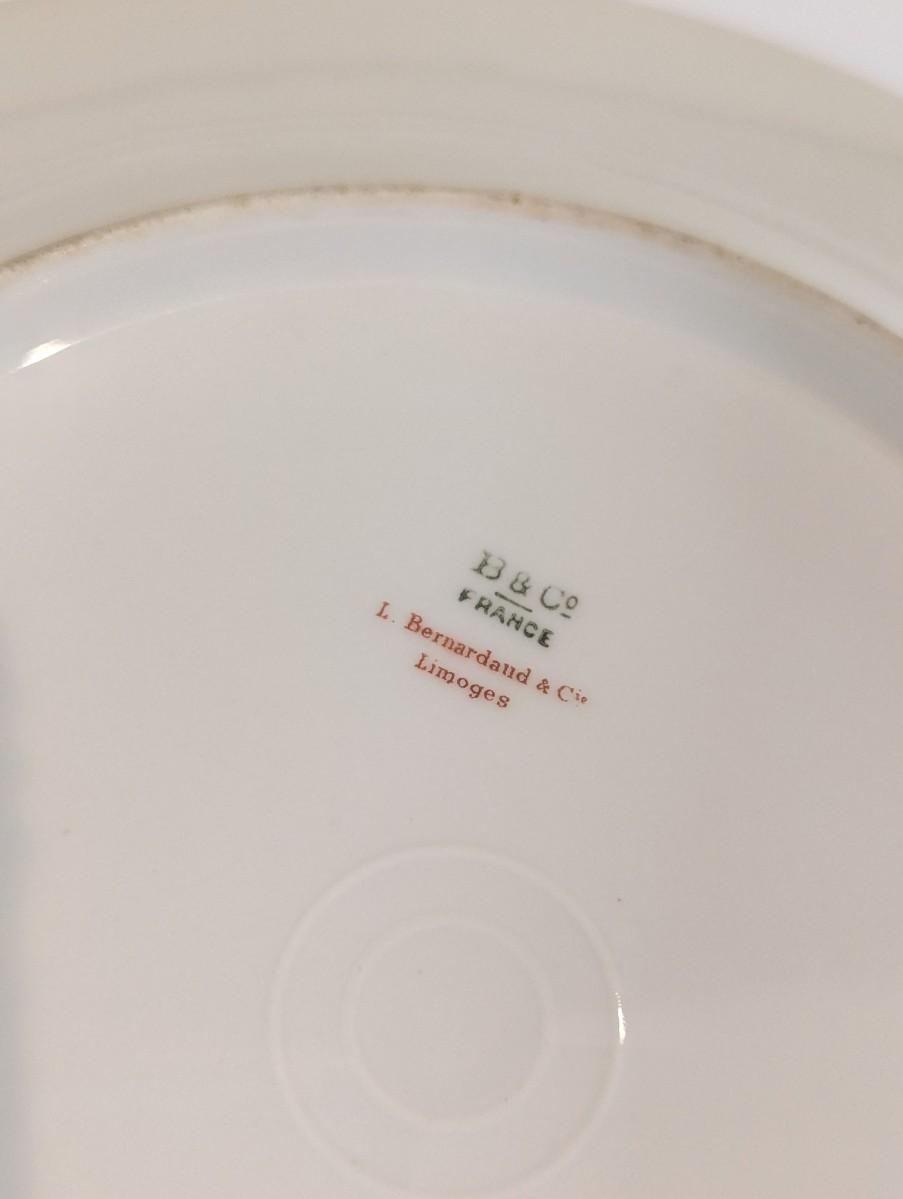 B & Cº
FRANCE
L. Bernardaud & Cie
Limoges